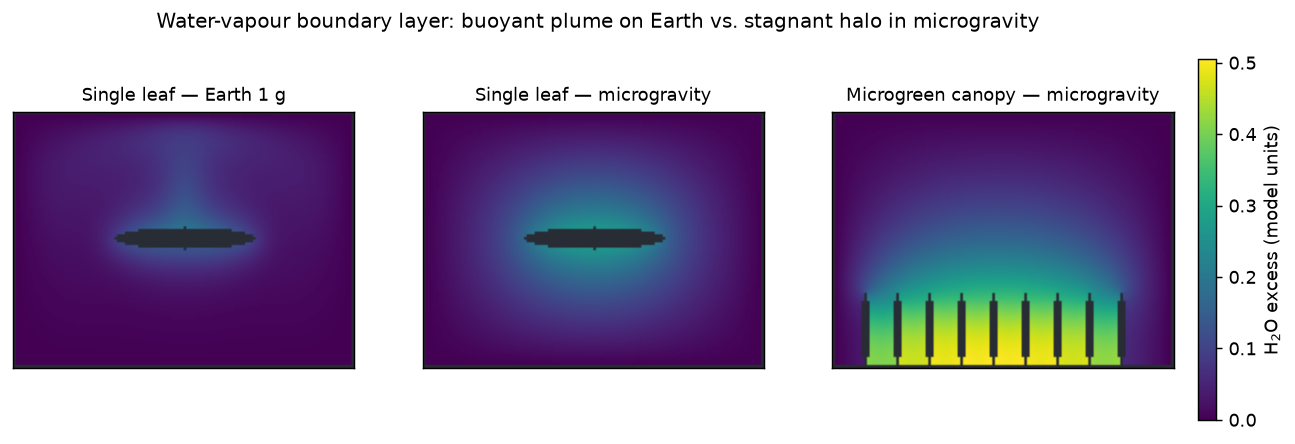 Water-vapour boundary layer: buoyant plume on Earth vs. stagnant halo in microgravity
Single leaf — Earth 1 g
Single leaf — microgravity
Microgreen canopy — microgravity
0.5
0.4
0.3
0.2
0.1
0.0
H₂O excess (model units)